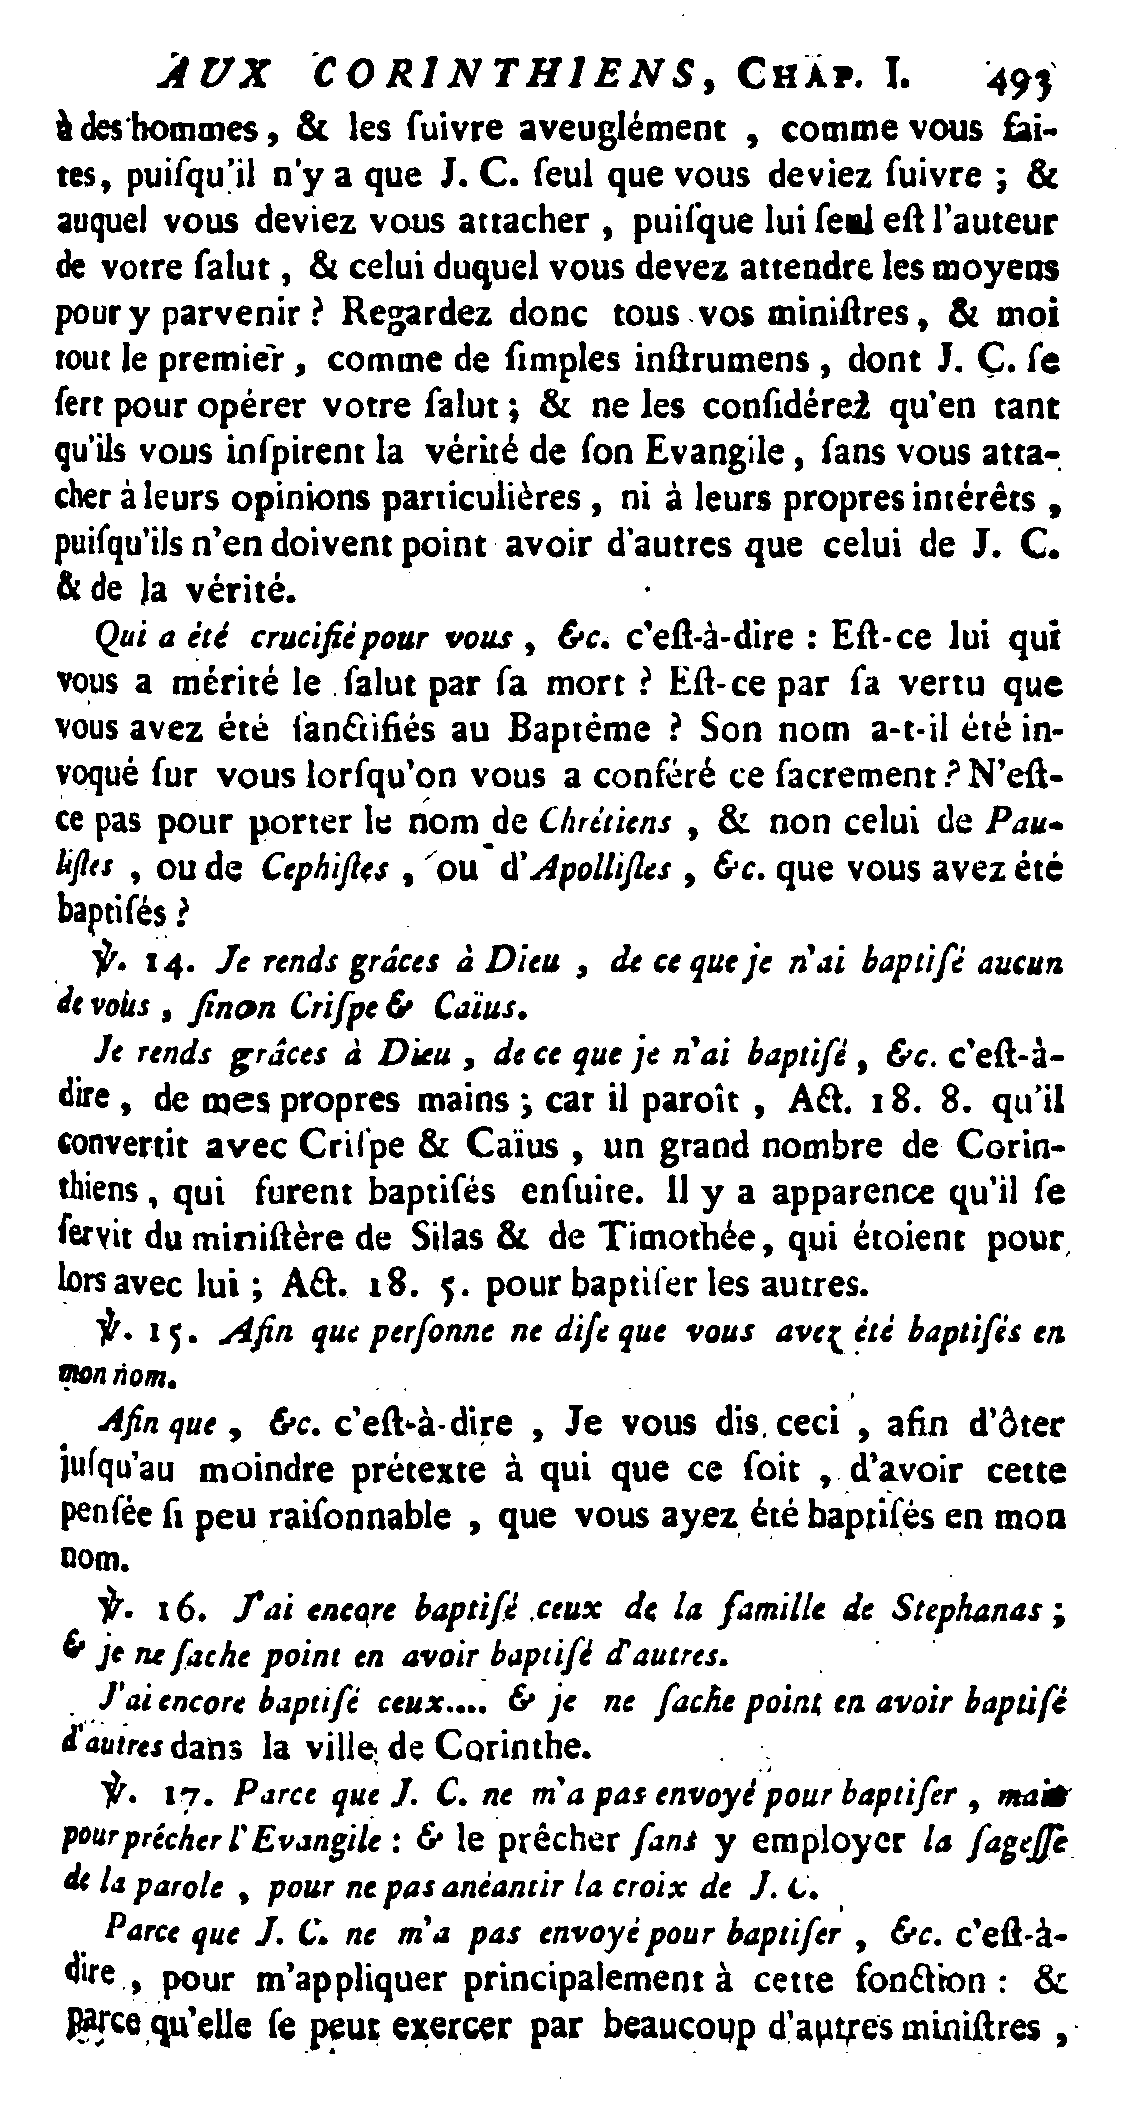 AUX CORINTHIENS, CHAP. I. 493
à des hommes, & les ſuivre aveuglément, comme vous fai-
tes, puiſqu'il n'y a que J. C. ſeul que vous deviez ſuivre ; &
auquel vous deviez vous attacher, puiſque lui ſeul eſt l'auteur
de votre ſalut, & celui duquel vous devez attendre les moyens
pour y parvenir ? Regardez donc tous vos miniſtres, & moi
tout le premier, comme de ſimples inſtrumens, dont J. C. ſe
ſert pour opérer votre ſalut ; & ne les conſidérez qu'en tant
qu'ils vous inſpirent la vérité de ſon Evangile, ſans vous atta-
cher à leurs opinions particulières, ni à leurs propres intérêts,
puiſqu'ils n'en doivent point avoir d'autres que celui de J. C.
& de la vérité.
Qui a été crucifié pour vous, &c. c'eſt-à-dire : Eſt-ce lui qui
vous a mérité le ſalut par ſa mort ? Eſt-ce par ſa vertu que
vous avez été ſanctifiés au Baptême ? Son nom a-t-il été in-
voqué ſur vous lorſqu'on vous a conféré ce ſacrement ? N'eſt-
ce pas pour porter le nom de Chrétiens, & non celui de Pau-
liſtes, ou de Cephiſtes, ou d'Apolliſtes, &c. que vous avez été
baptiſés ?
℣. 14. Je rends grâces à Dieu, de ce que je n'ai baptiſé aucun
de vous, ſinon Criſpe & Caïus.
Je rends grâces à Dieu, de ce que je n'ai baptiſé, &c. c'eſt-à-
dire, de mes propres mains ; car il paroît, Act. 18. 8. qu'il
convertit avec Criſpe & Caïus, un grand nombre de Corin-
thiens, qui furent baptiſés enſuite. Il y a apparence qu'il ſe
ſervit du miniſtère de Silas & de Timothée, qui étoient pour
lors avec lui ; Act. 18. 5. pour baptiſer les autres.
℣. 15. Afin que perſonne ne diſe que vous avez été baptiſés en
mon nom.
Afin que, &c. c'eſt-à-dire, Je vous dis ceci, afin d'ôter
juſqu'au moindre prétexte à qui que ce ſoit, d'avoir cette
penſée ſi peu raiſonnable, que vous ayez été baptiſés en mon
nom.
℣. 16. J'ai encore baptiſé ceux de la famille de Stephanas ;
& je ne ſache point en avoir baptiſé d'autres.
J'ai encore baptiſé ceux.... & je ne ſache point en avoir baptiſé
d'autres dans la ville de Corinthe.
℣. 17. Parce que J. C. ne m'a pas envoyé pour baptiſer, mais
pour prêcher l'Evangile : & le prêcher ſans y employer la ſageſſe
de la parole, pour ne pas anéantir la croix de J. C.
Parce que J. C. ne m'a pas envoyé pour baptiſer, &c. c'eſt-à-
dire, pour m'appliquer principalement à cette fonction : &
parce qu'elle ſe peut exercer par beaucoup d'autres miniſtres,